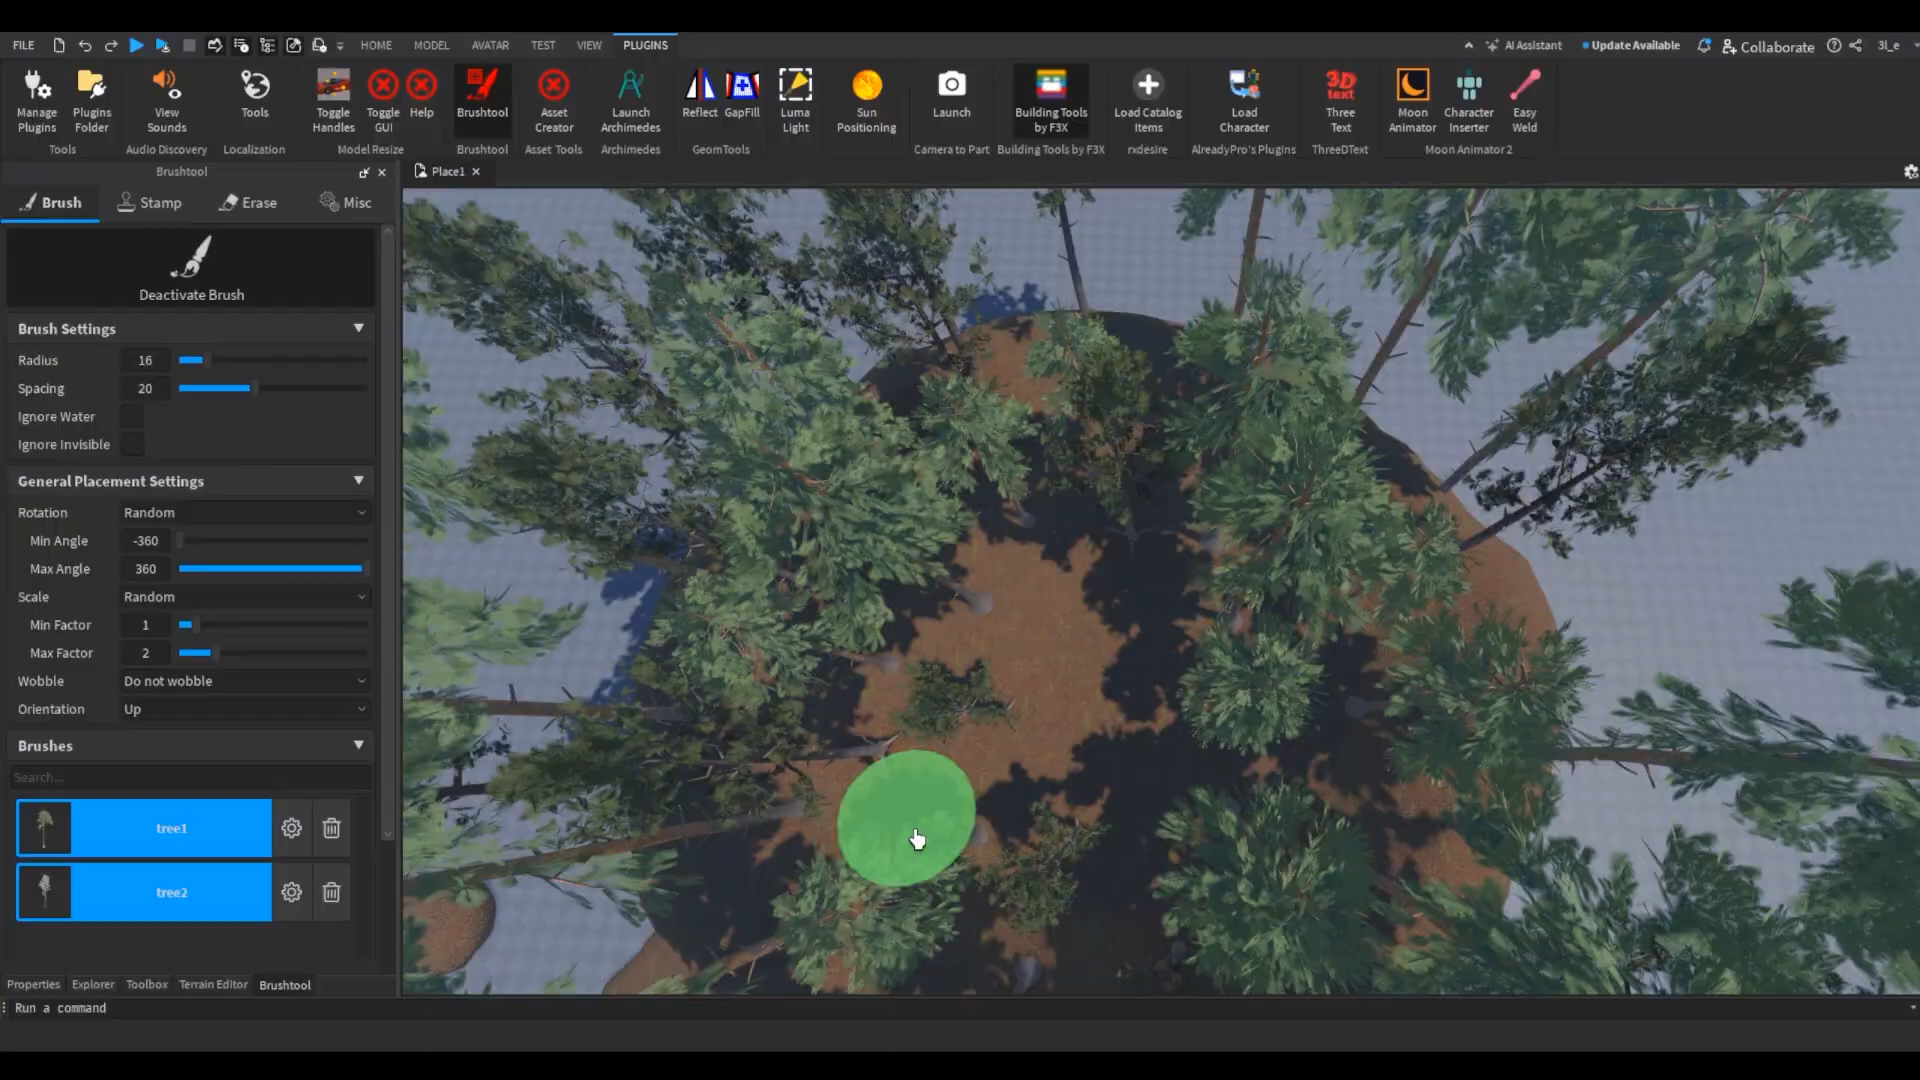 FILE HOME MODEL AVATAR TEST VIEW PLUGINS AI Assistant Update Available Collaborate 3l_e
Manage Plugins
Plugins Folder
Tools
View Sounds
Audio Discovery
Tools
Localization
Toggle Handles
Toggle GUI
Help
Model Resize
Brushtool
Brushtool
Asset Creator
Asset Tools
Launch Archimedes
Archimedes
Reflect
GapFill
GeomTools
Luma Light
Sun Positioning
Launch
Camera to Part
Building Tools by F3X
Building Tools by F3X
Load Catalog Items
rxdesire
Load Character
AlreadyPro's Plugins
3D text
Three Text
ThreeDText
Moon Animator
Character Inserter
Easy Weld
Moon Animator 2
Brushtool
Place1
Brush Stamp Erase Misc
Deactivate Brush
Brush Settings
Radius 16
Spacing 20
Ignore Water
Ignore Invisible
General Placement Settings
Rotation Random
Min Angle -360
Max Angle 360
Scale Random
Min Factor 1
Max Factor 2
Wobble Do not wobble
Orientation Up
Brushes
Search...
tree1
tree2
Properties Explorer Toolbox Terrain Editor Brushtool
Run a command